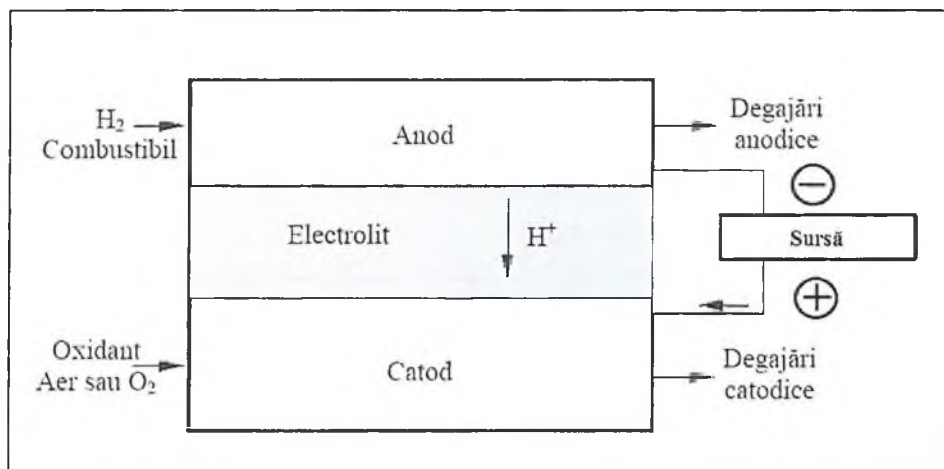 H₂
Combustibil
Anod
Degajări
anodice
−
Electrolit
H⁺
Sursă
+
Oxidant
Aer sau O₂
Catod
Degajări
catodice